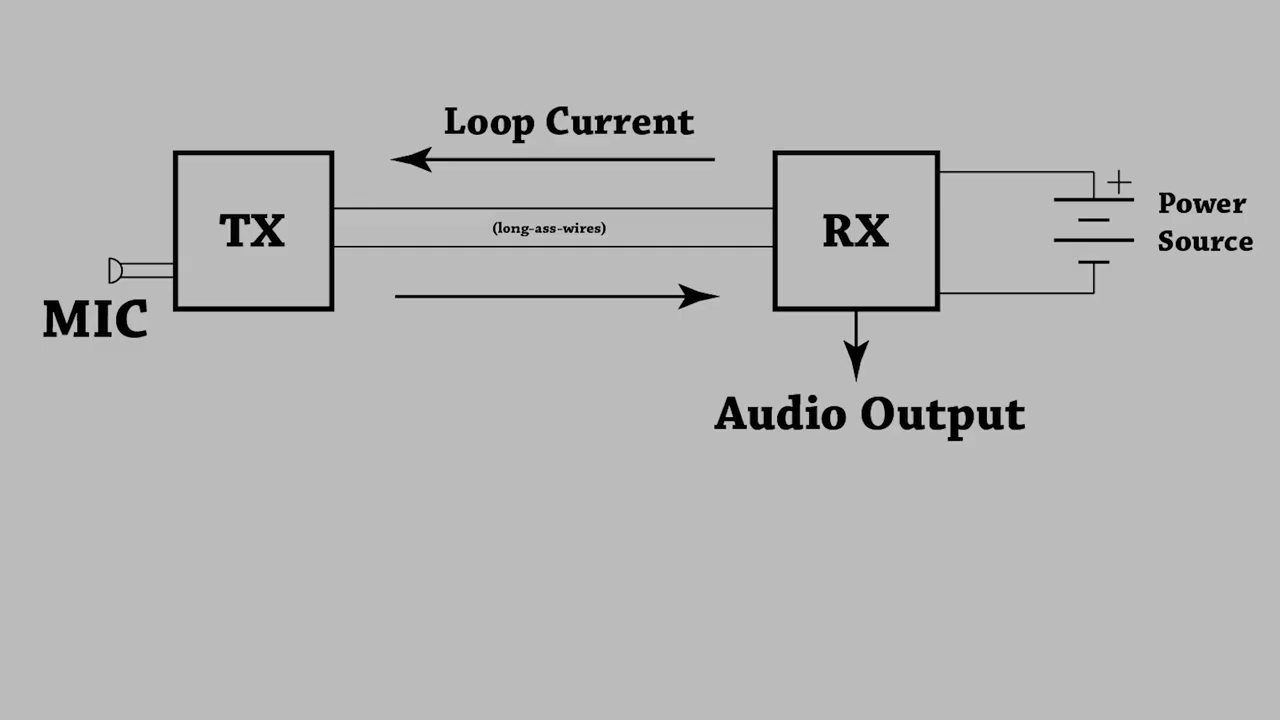 Loop Current
TX
(long-ass-wires)
RX
+
Power
Source
MIC
Audio Output